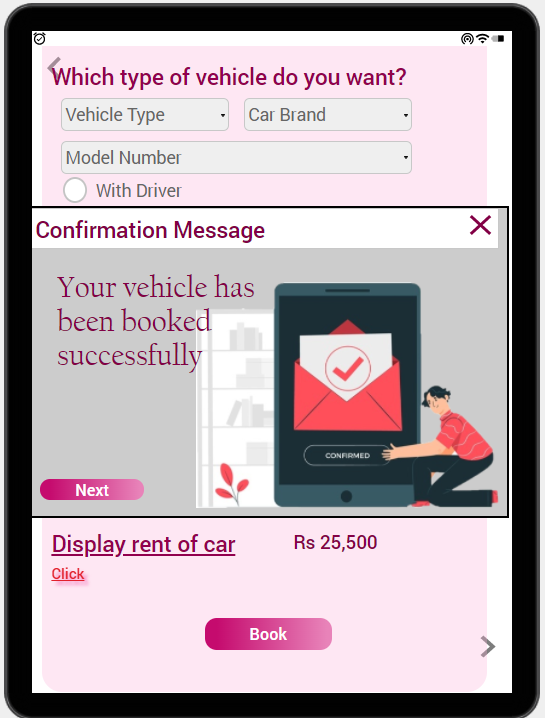 Which type of vehicle do you want?
Vehicle Type
Car Brand
Model Number
With Driver
Confirmation Message
Your vehicle has
been booked
successfully
CONFIRMED
Next
Display rent of car
Rs 25,500
Click
Book